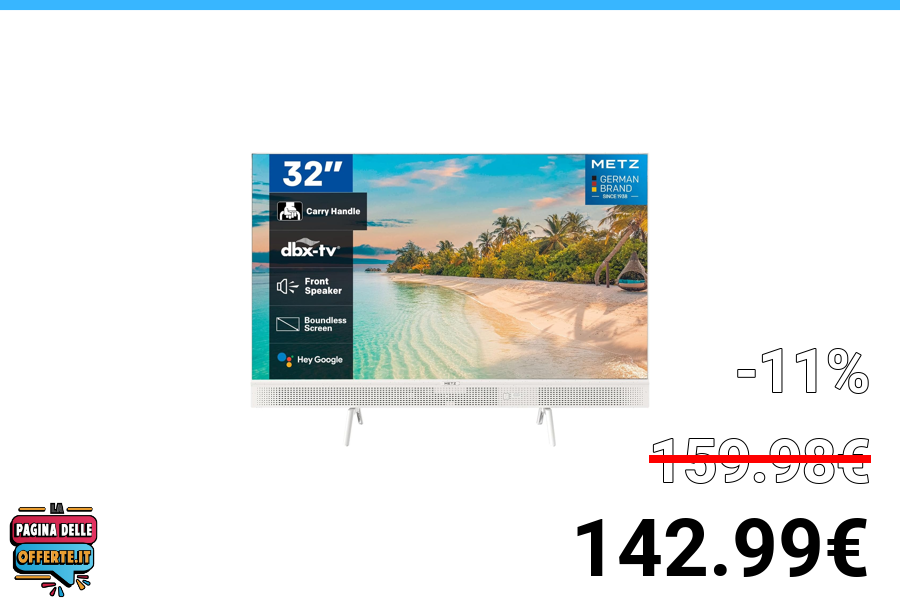 32”
Carry Handle
dbx-tv
Front
Speaker
Boundless
Screen
Hey Google
METZ
GERMAN
BRAND
SINCE 1938
METZ
-11%
159.98€
142.99€
LA
PAGINA DELLE
OFFERTE.IT